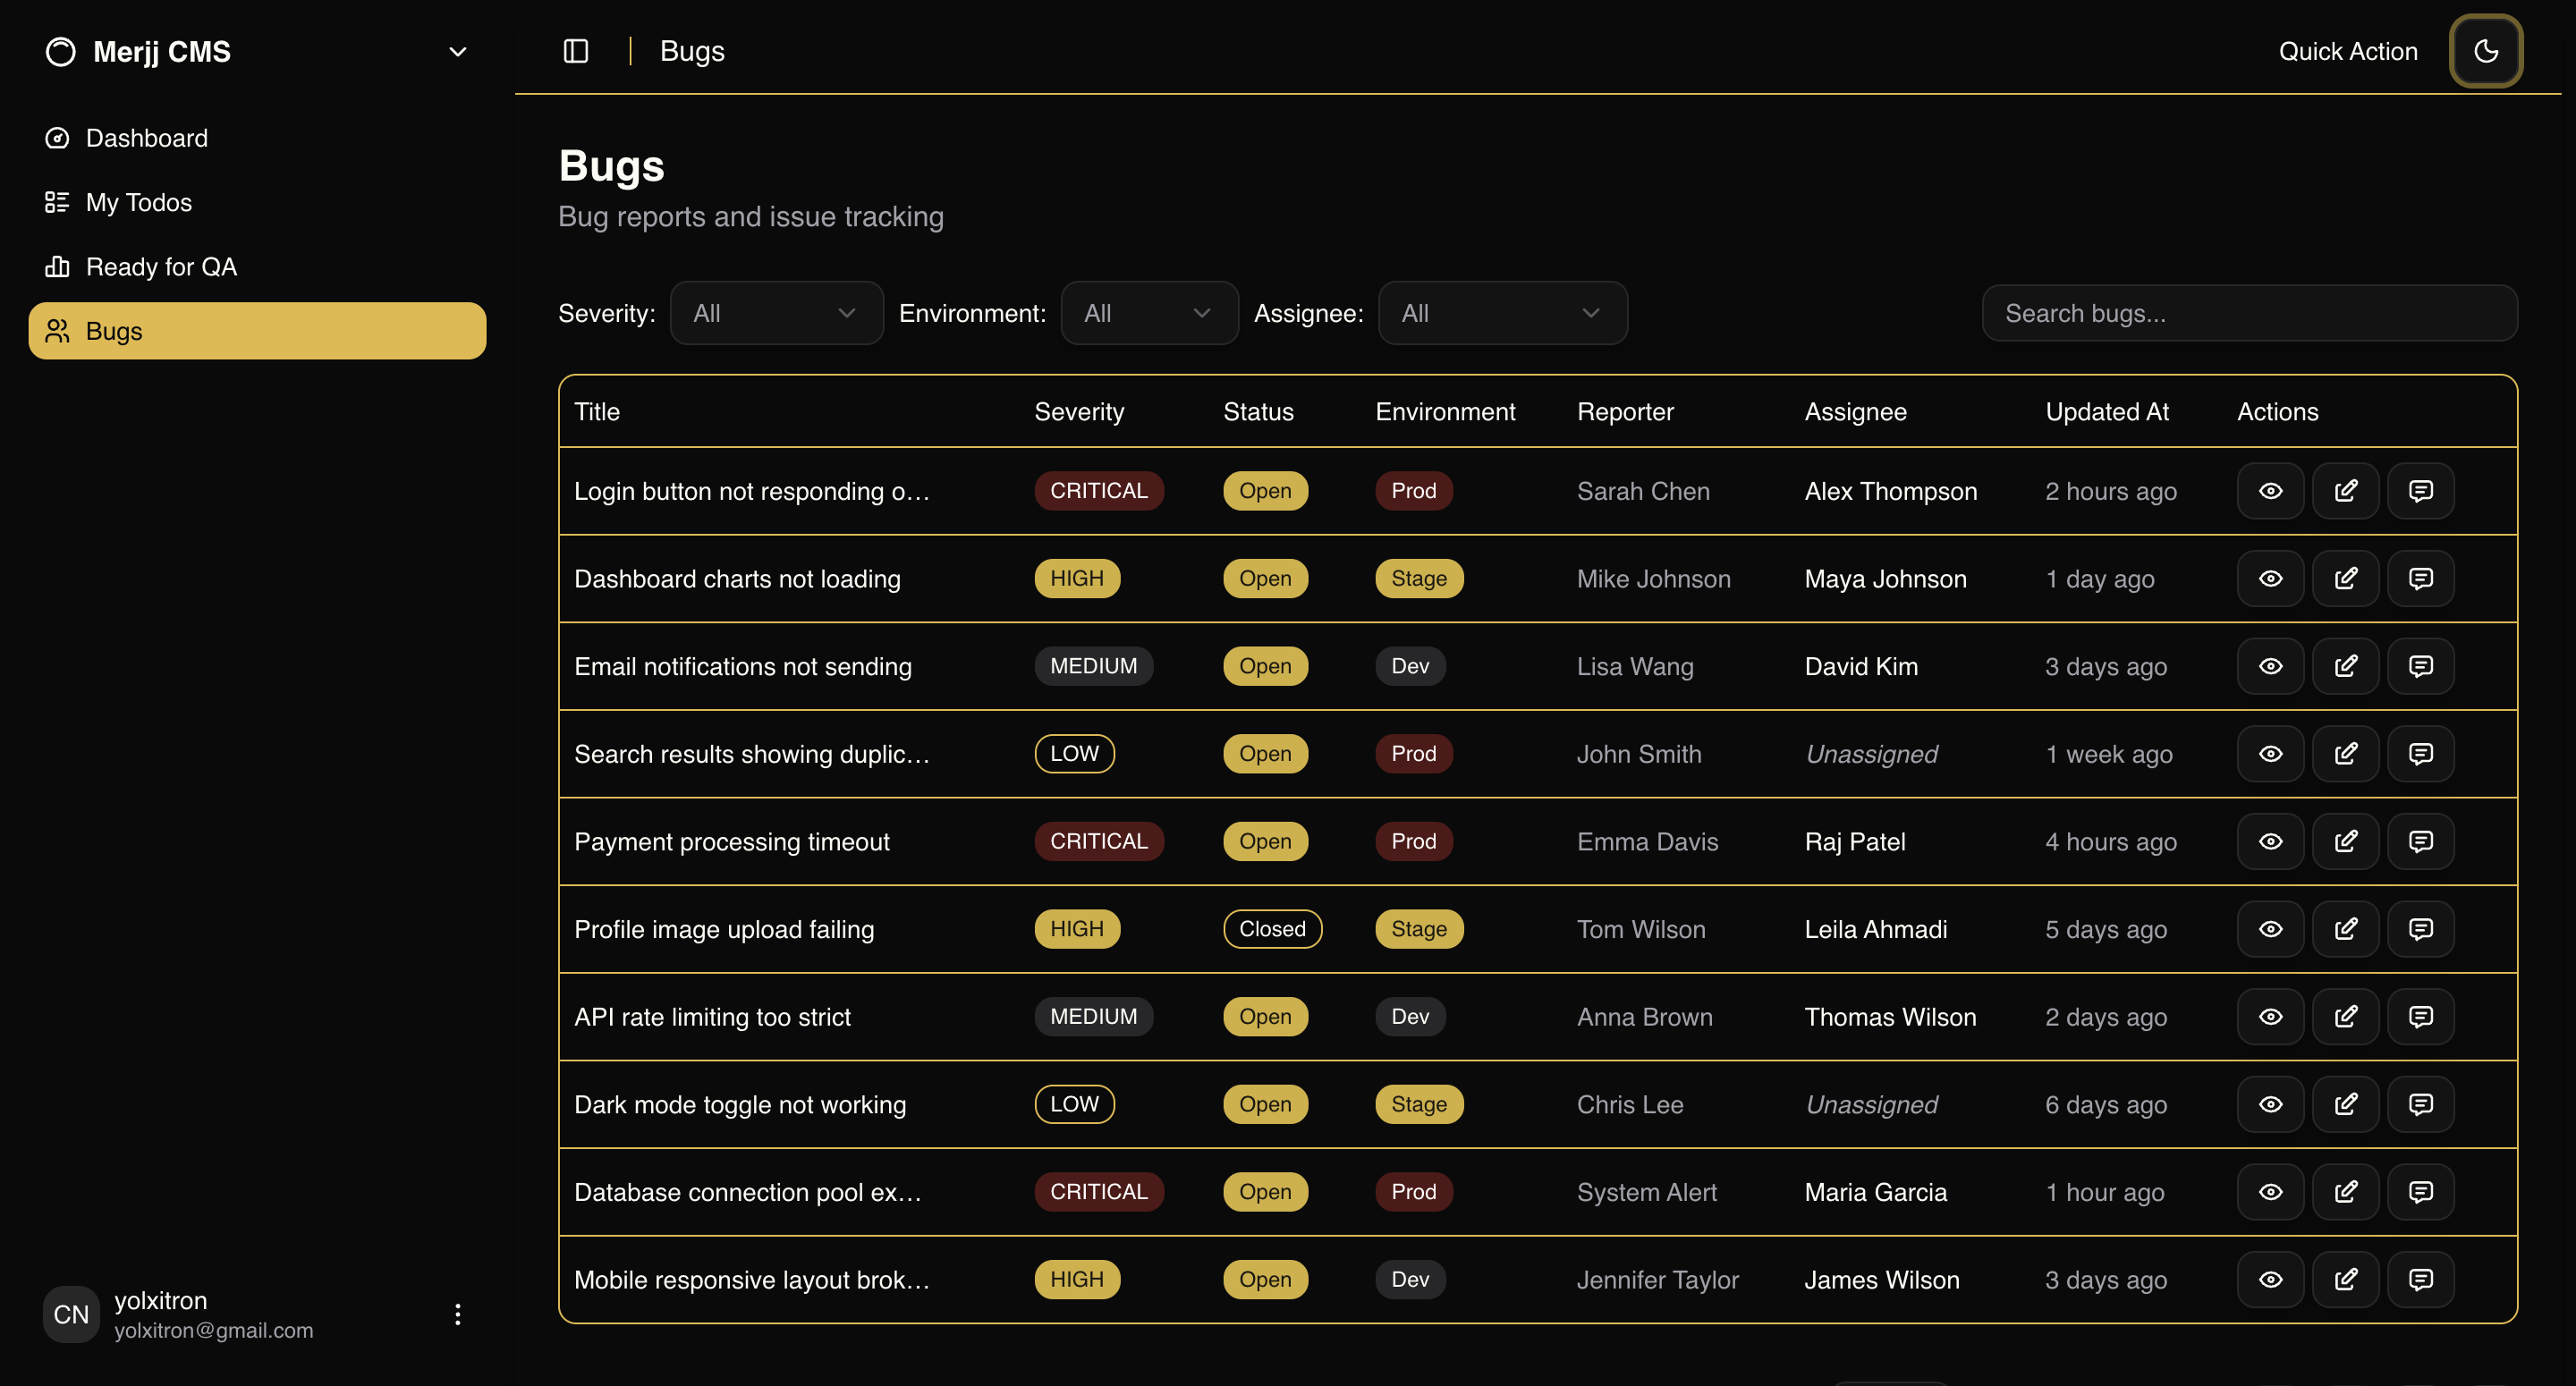 Merjj CMS
Dashboard
My Todos
Ready for QA
Bugs
CN
yolxitron
yolxitron@gmail.com
Bugs
Quick Action
Bugs
Bug reports and issue tracking
Severity: All Environment: All Assignee: All Search bugs...
Title Severity Status Environment Reporter Assignee Updated At Actions
Login button not responding o... CRITICAL Open Prod Sarah Chen Alex Thompson 2 hours ago
Dashboard charts not loading HIGH Open Stage Mike Johnson Maya Johnson 1 day ago
Email notifications not sending MEDIUM Open Dev Lisa Wang David Kim 3 days ago
Search results showing duplic... LOW Open Prod John Smith Unassigned 1 week ago
Payment processing timeout CRITICAL Open Prod Emma Davis Raj Patel 4 hours ago
Profile image upload failing HIGH Closed Stage Tom Wilson Leila Ahmadi 5 days ago
API rate limiting too strict MEDIUM Open Dev Anna Brown Thomas Wilson 2 days ago
Dark mode toggle not working LOW Open Stage Chris Lee Unassigned 6 days ago
Database connection pool ex... CRITICAL Open Prod System Alert Maria Garcia 1 hour ago
Mobile responsive layout brok... HIGH Open Dev Jennifer Taylor James Wilson 3 days ago